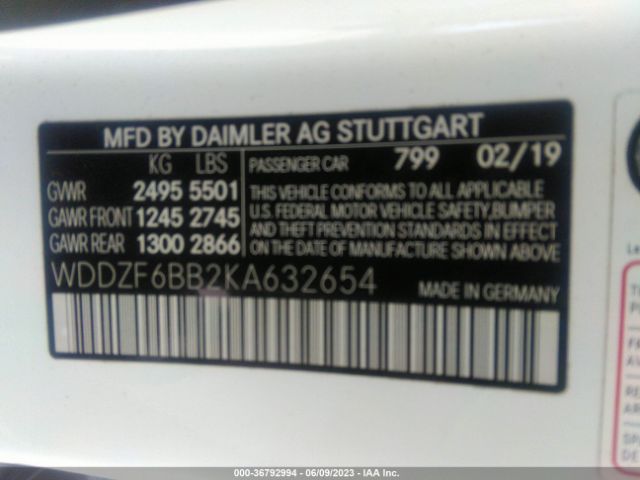 MFD BY DAIMLER AG STUTTGART
KG LBS PASSENGER CAR 799 02/19
GVWR 2495 5501
GAWR FRONT 1245 2745
GAWR REAR 1300 2866
THIS VEHICLE CONFORMS TO ALL APPLICABLE
U.S. FEDERAL MOTOR VEHICLE SAFETY, BUMPER
AND THEFT PREVENTION STANDARDS IN EFFECT
ON THE DATE OF MANUFACTURE SHOWN ABOVE
WDDZF6BB2KA632654 MADE IN GERMANY
000-36792994 - 06/09/2023 - IAA Inc.